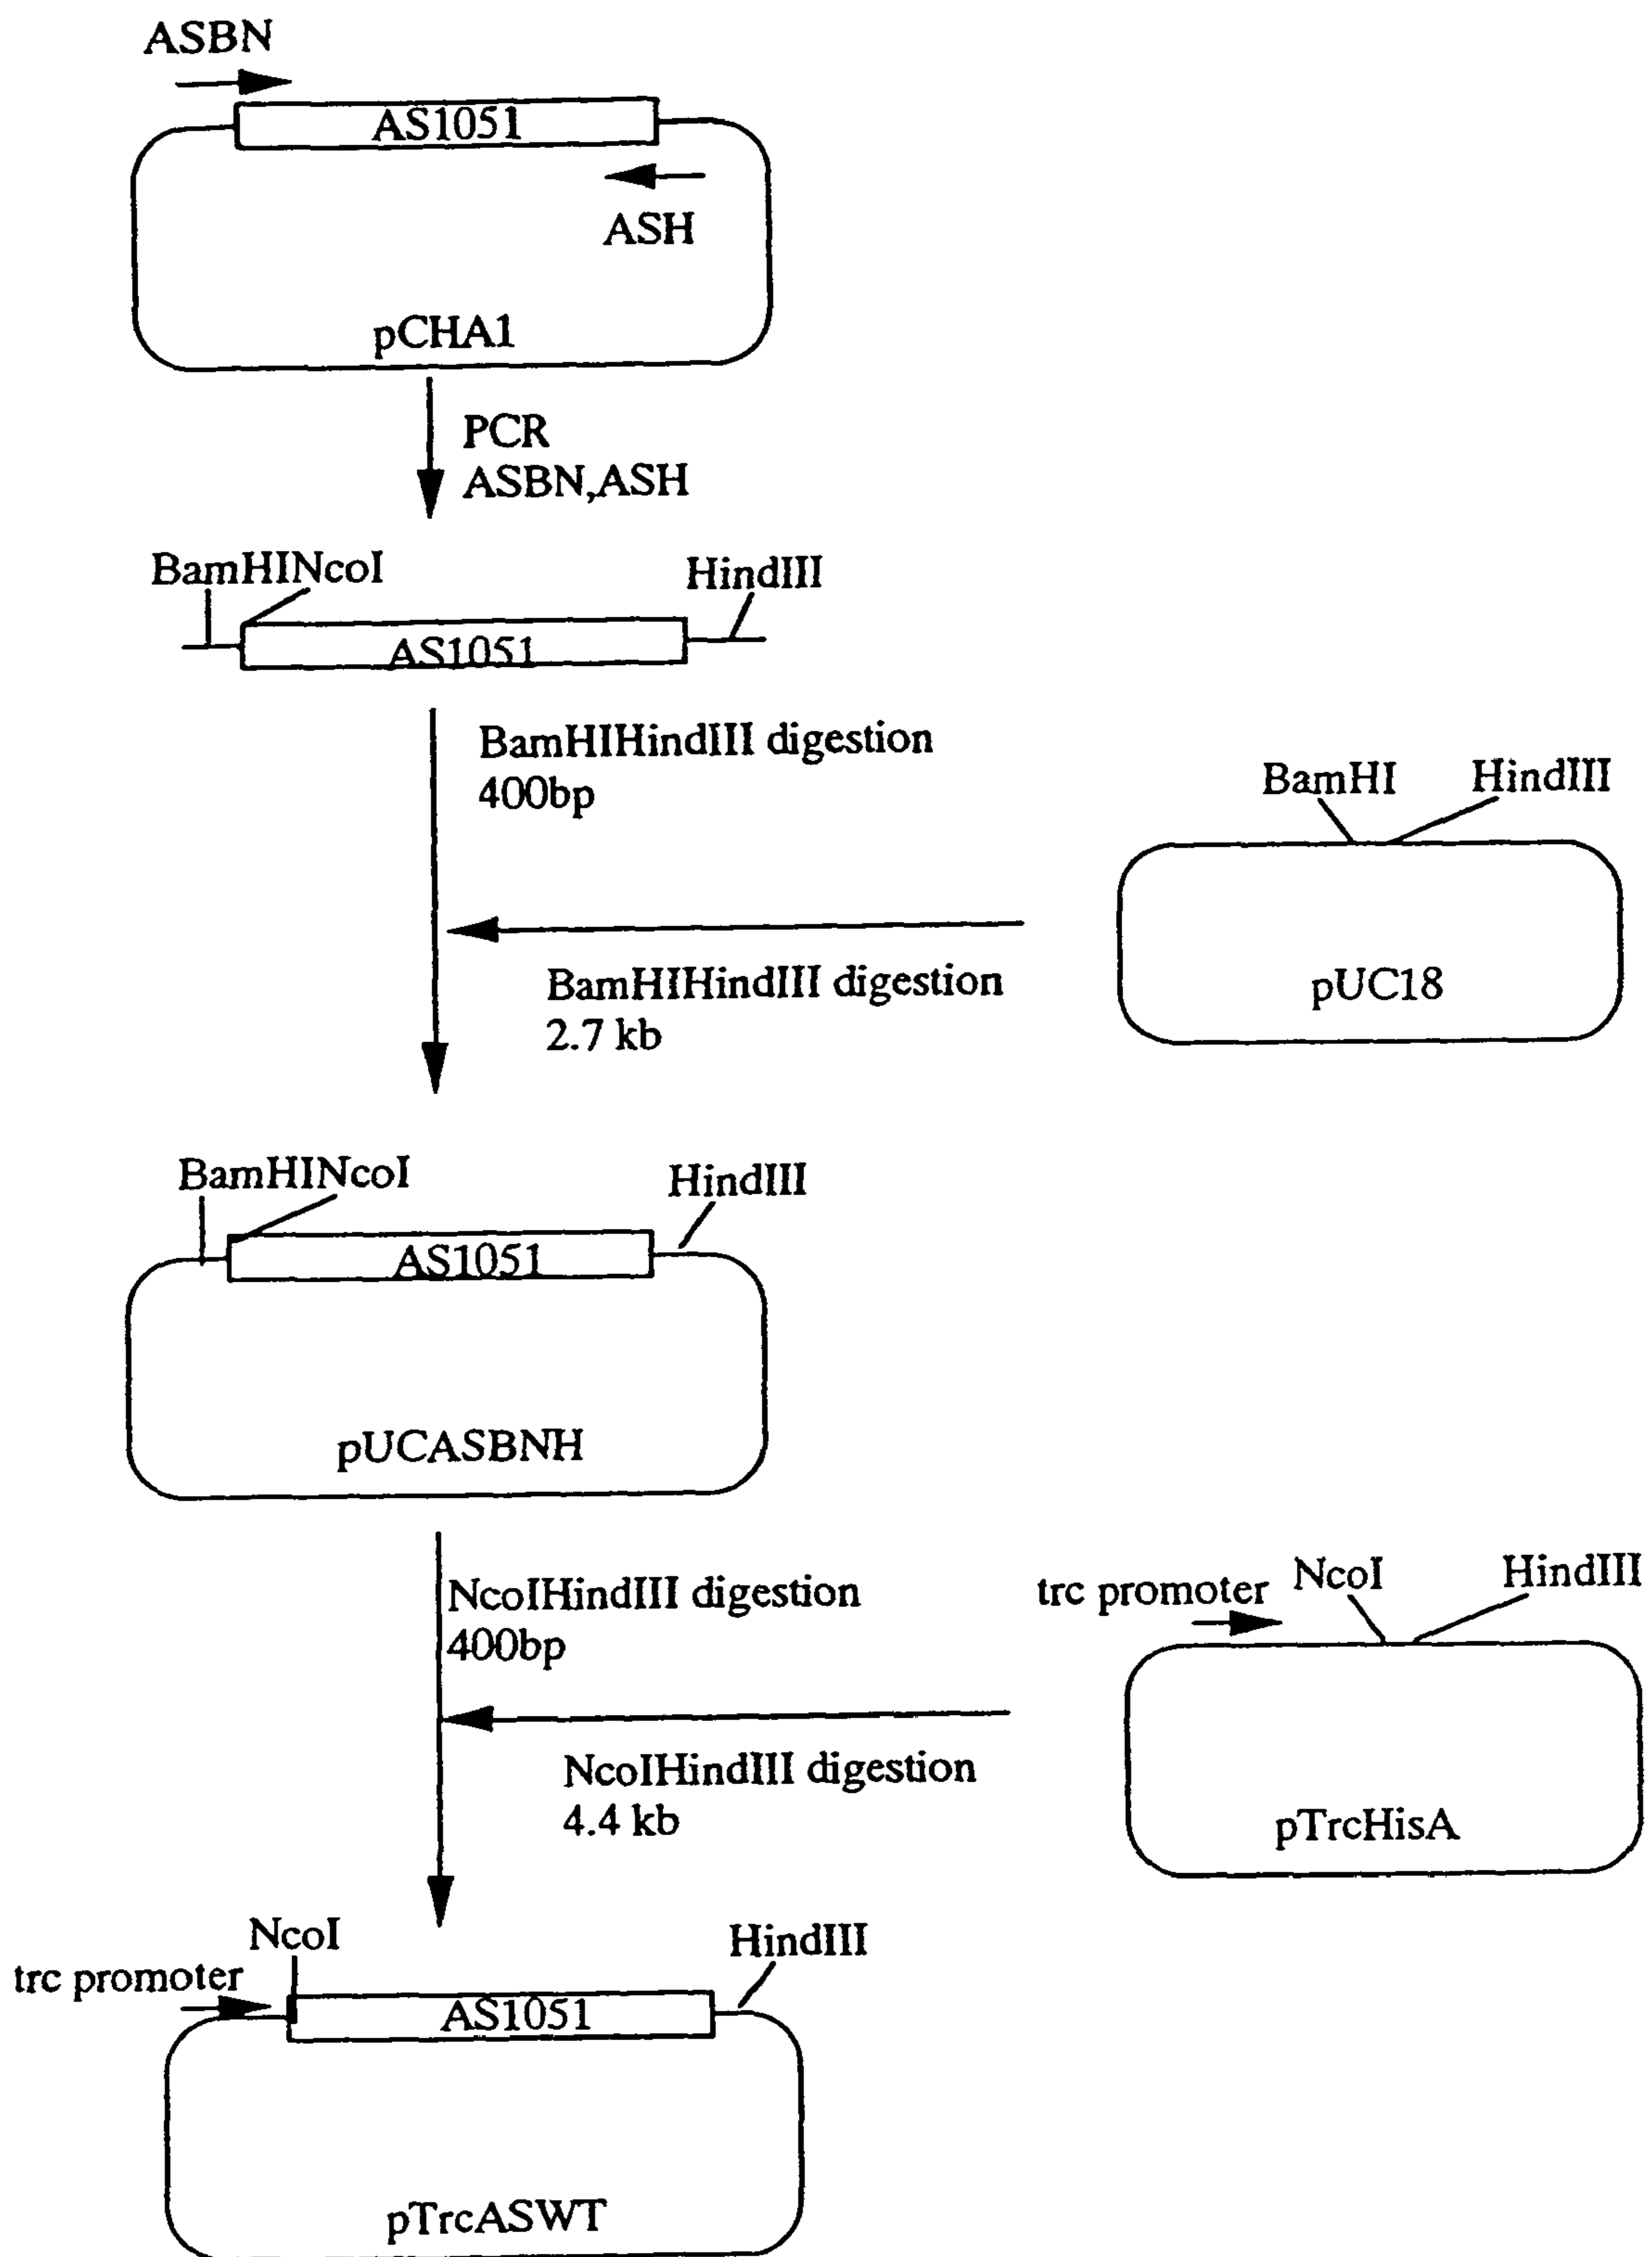 ASBN
AS1051
ASH
pCHA1
PCR
ASBN,ASH
BamHINcoI
HindIII
AS1051
BamHIHindIII digestion
400bp
BamHI
HindIII
BamHIHindIII digestion
2.7 kb
pUC18
BamHINcoI
HindIII
AS1051
pUCASBNH
NcoIHindIII digestion
400bp
trc promoter
NcoI
HindIII
NcoIHindIII digestion
4.4 kb
pTrcHisA
NcoI
HindIII
trc promoter
AS1051
pTrcASWT